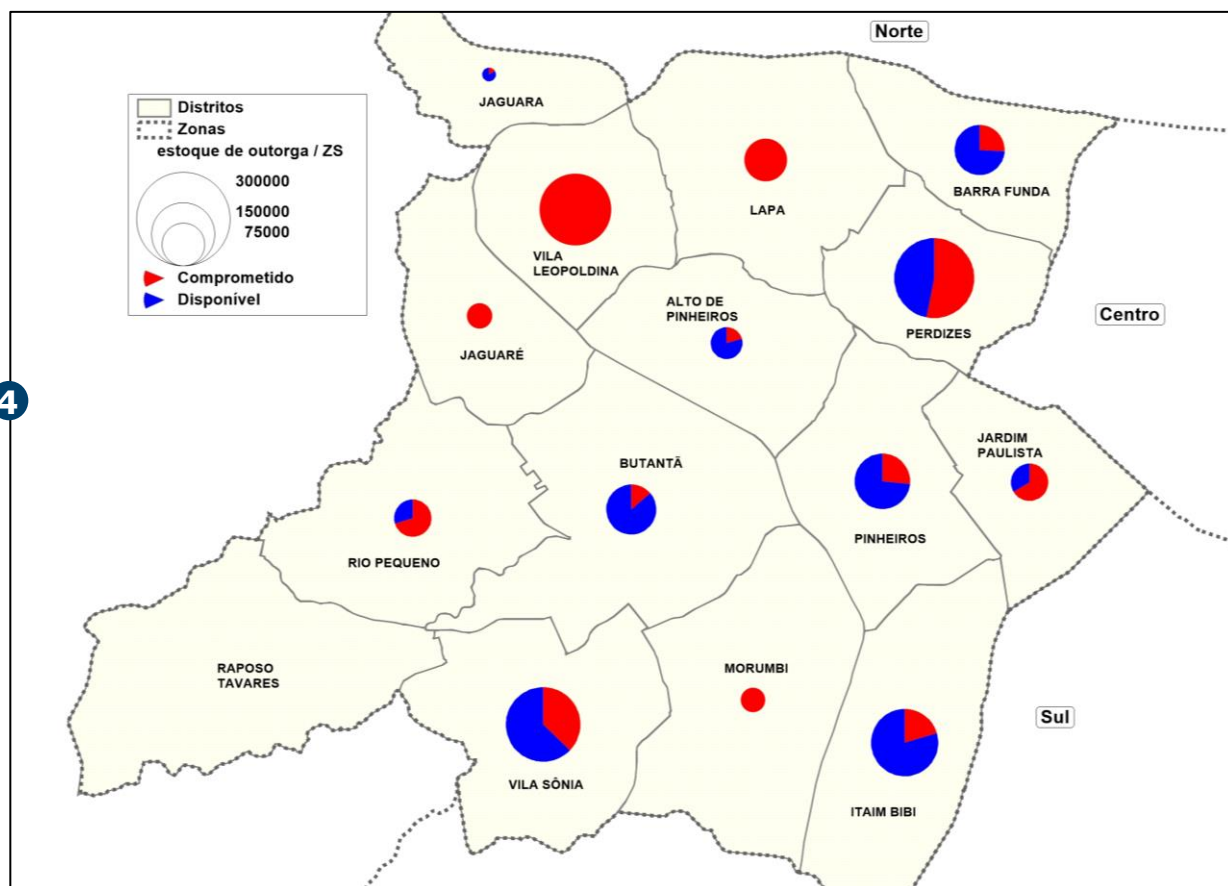 Norte
JAGUARA
Distritos
Zonas
estoque de outorga / ZS
300000
150000
75000
Comprometido
Disponível
LAPA
BARRA FUNDA
VILA
LEOPOLDINA
ALTO DE
PINHEIROS
PERDIZES
Centro
JAGUARÉ
4
BUTANTÃ
JARDIM
PAULISTA
RIO PEQUENO
PINHEIROS
RAPOSO
TAVARES
MORUMBI
Sul
VILA SÔNIA
ITAIM BIBI